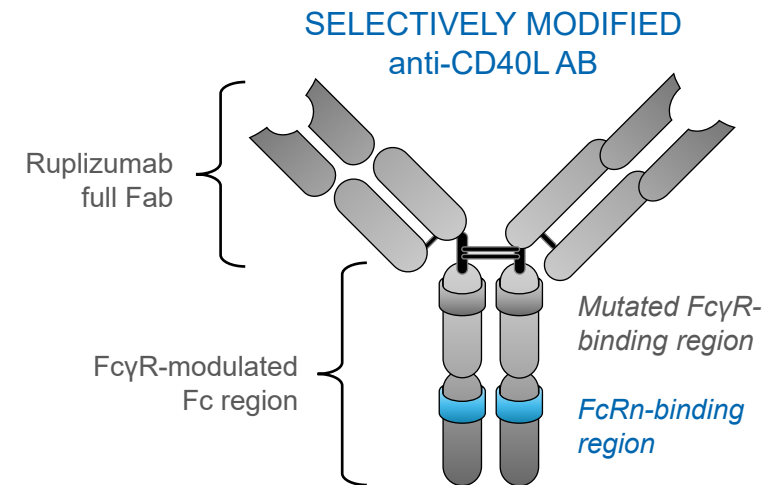 SELECTIVELY MODIFIED
anti-CD40L AB
Ruplizumab
full Fab
Mutated FcγR-
binding region
FcγR-modulated
Fc region
FcRn-binding
region